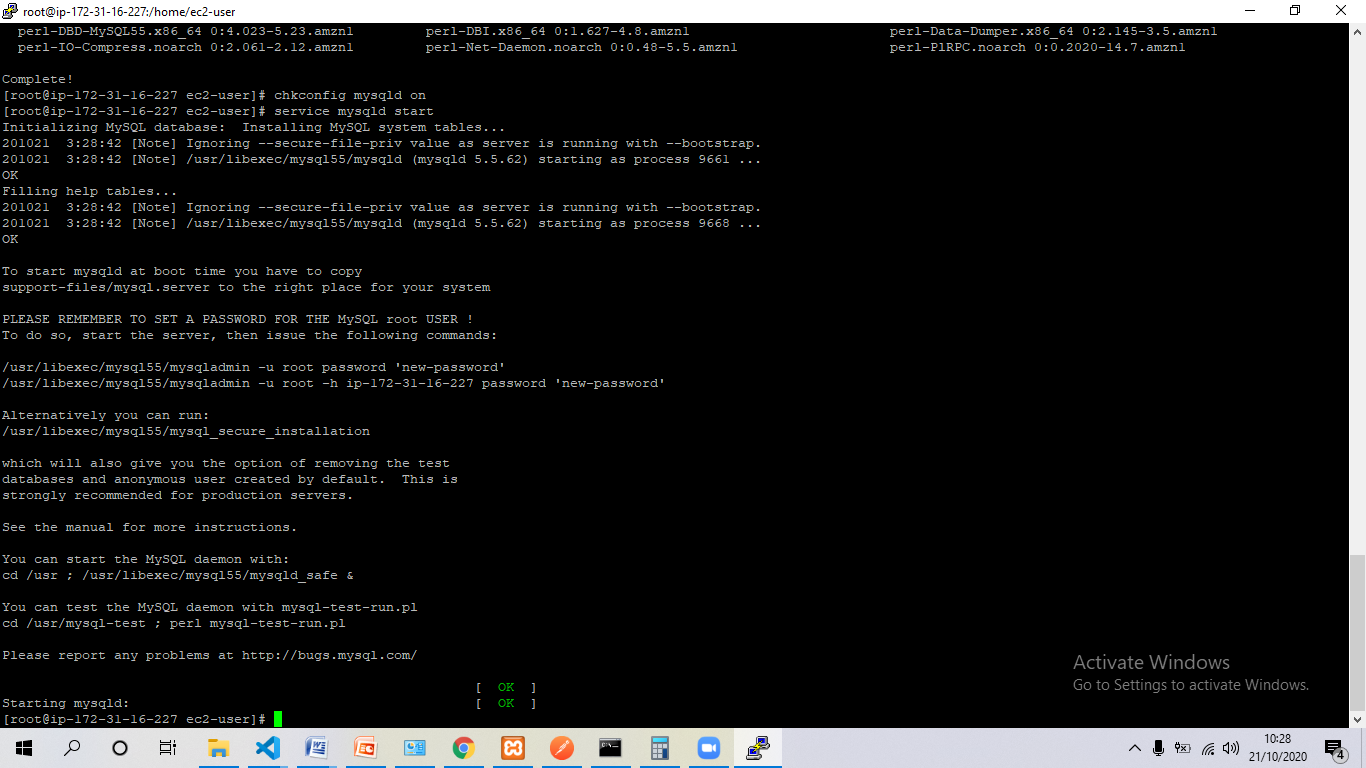 root@ip-172-31-16-227:/home/ec2-user
perl-DBD-MySQL55.x86_64 0:4.023-5.23.amzn1 perl-DBI.x86_64 0:1.627-4.8.amzn1 perl-Data-Dumper.x86_64 0:2.145-3.5.amzn1
perl-IO-Compress.noarch 0:2.061-2.12.amzn1 perl-Net-Daemon.noarch 0:0.48-5.5.amzn1 perl-PlRPC.noarch 0:0.2020-14.7.amzn1
Complete!
[root@ip-172-31-16-227 ec2-user]# chkconfig mysqld on
[root@ip-172-31-16-227 ec2-user]# service mysqld start
Initializing MySQL database:  Installing MySQL system tables...
201021  3:28:42 [Note] Ignoring --secure-file-priv value as server is running with --bootstrap.
201021  3:28:42 [Note] /usr/libexec/mysql55/mysqld (mysqld 5.5.62) starting as process 9661 ...
OK
Filling help tables...
201021  3:28:42 [Note] Ignoring --secure-file-priv value as server is running with --bootstrap.
201021  3:28:42 [Note] /usr/libexec/mysql55/mysqld (mysqld 5.5.62) starting as process 9668 ...
OK
To start mysqld at boot time you have to copy
support-files/mysql.server to the right place for your system
PLEASE REMEMBER TO SET A PASSWORD FOR THE MySQL root USER !
To do so, start the server, then issue the following commands:
/usr/libexec/mysql55/mysqladmin -u root password 'new-password'
/usr/libexec/mysql55/mysqladmin -u root -h ip-172-31-16-227 password 'new-password'
Alternatively you can run:
/usr/libexec/mysql55/mysql_secure_installation
which will also give you the option of removing the test
databases and anonymous user created by default.  This is
strongly recommended for production servers.
See the manual for more instructions.
You can start the MySQL daemon with:
cd /usr ; /usr/libexec/mysql55/mysqld_safe &
You can test the MySQL daemon with mysql-test-run.pl
cd /usr/mysql-test ; perl mysql-test-run.pl
Please report any problems at http://bugs.mysql.com/
[  OK  ]
Starting mysqld: [  OK  ]
[root@ip-172-31-16-227 ec2-user]#
Activate Windows
Go to Settings to activate Windows.
10:28
21/10/2020
4